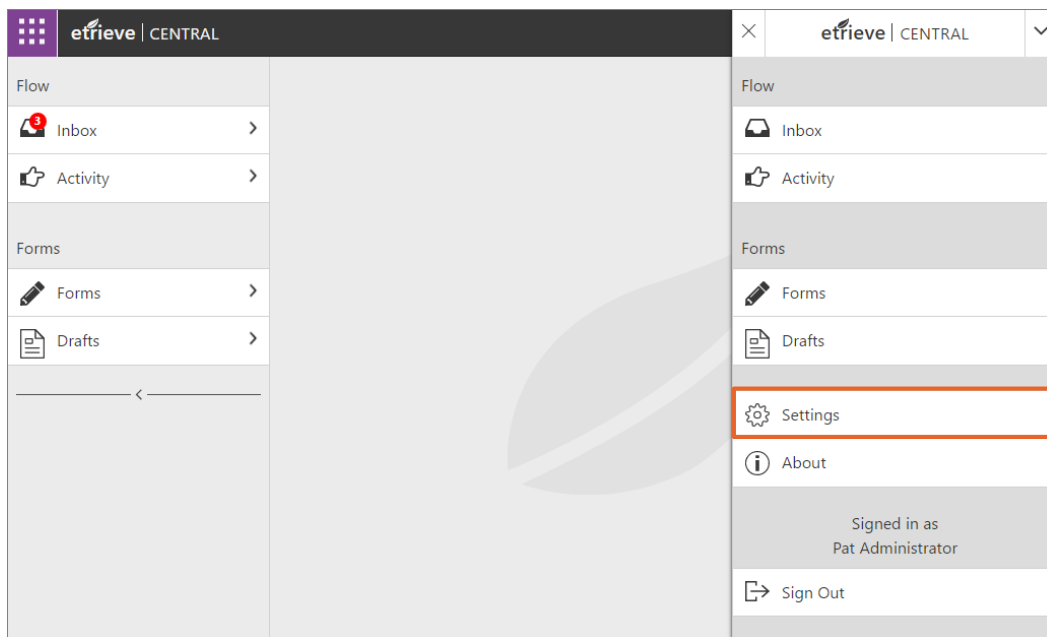 etrieve | CENTRAL
Flow
3
Inbox
Activity
Forms
Forms
Drafts
etrieve | CENTRAL
Flow
Inbox
Activity
Forms
Forms
Drafts
Settings
About
Signed in as
Pat Administrator
Sign Out